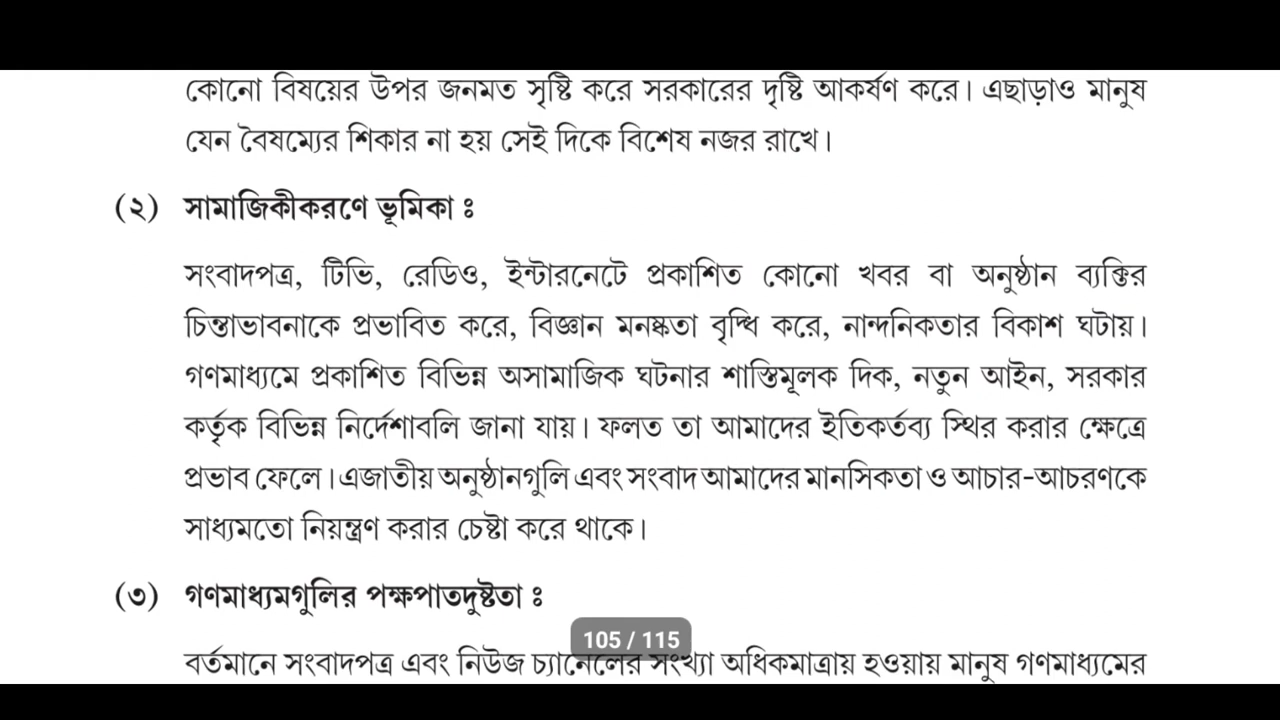 কোনো বিষয়ের উপর জনমত সৃষ্টি করে সরকারের দৃষ্টি আকর্ষণ করে। এছাড়াও মানুষ
যেন বৈষম্যের শিকার না হয় সেই দিকে বিশেষ নজর রাখে।
(২) সামাজিকীকরণে ভূমিকা ঃ
সংবাদপত্র, টিভি, রেডিও, ইন্টারনেটে প্রকাশিত কোনো খবর বা অনুষ্ঠান ব্যক্তির
চিন্তাভাবনাকে প্রভাবিত করে, বিজ্ঞান মনষ্কতা বৃদ্ধি করে, নান্দনিকতার বিকাশ ঘটায়।
গণমাধ্যমে প্রকাশিত বিভিন্ন অসামাজিক ঘটনার শাস্তিমূলক দিক, নতুন আইন, সরকার
কর্তৃক বিভিন্ন নির্দেশাবলি জানা যায়। ফলত তা আমাদের ইতিকর্তব্য স্থির করার ক্ষেত্রে
প্রভাব ফেলে। এজাতীয় অনুষ্ঠানগুলি এবং সংবাদ আমাদের মানসিকতা ও আচার-আচরণকে
সাধ্যমতো নিয়ন্ত্রণ করার চেষ্টা করে থাকে।
(৩) গণমাধ্যমগুলির পক্ষপাতদুষ্টতা ঃ
105 / 115
বর্তমানে সংবাদপত্র এবং নিউজ চ্যানেলের সংখ্যা অধিকমাত্রায় হওয়ায় মানুষ গণমাধ্যমের